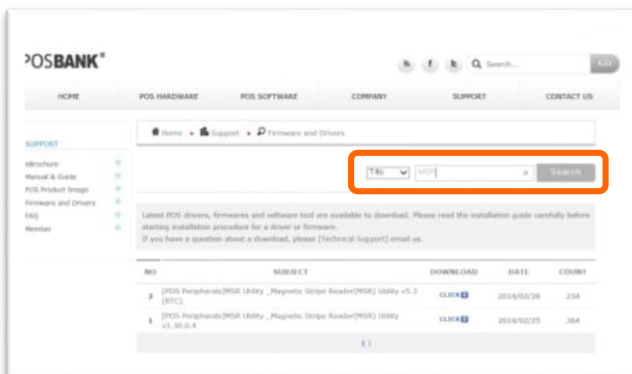 POSBANK®
Search... GO
HOME POS HARDWARE POS SOFTWARE COMPANY SUPPORT CONTACT US
Home Support Firmware and Drivers
SUPPORT
eBrochure
Manual & Guide
POS Product Image
Firmware and Drivers
FAQ
Member
Title Search
Latest POS drivers, firmwares and software tool are available to download. Please read the installation guide carefully before
starting installation procedure for a driver or firmware.
If you have a question about a download, please [Technical Support] email us.
NO SUBJECT DOWNLOAD DATE COUNT
2 [POS Peripherals]MSR Utility _Magnetic Stripe Reader(MSR) Utility v5.3
(BTC) CLICK 2014/02/28 234
1 [POS Peripherals]MSR Utility _Magnetic Stripe Reader(MSR) Utility
v1.30.0.4 CLICK 2014/02/25 364
1